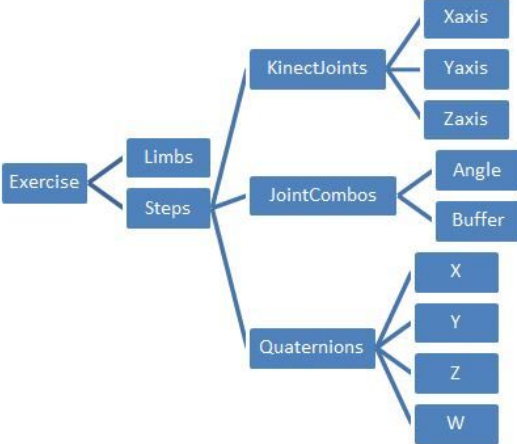 Xaxis
KinectJoints
Yaxis
Zaxis
Limbs
Exercise
Steps
JointCombos
Angle
Buffer
X
Y
Quaternions
Z
W